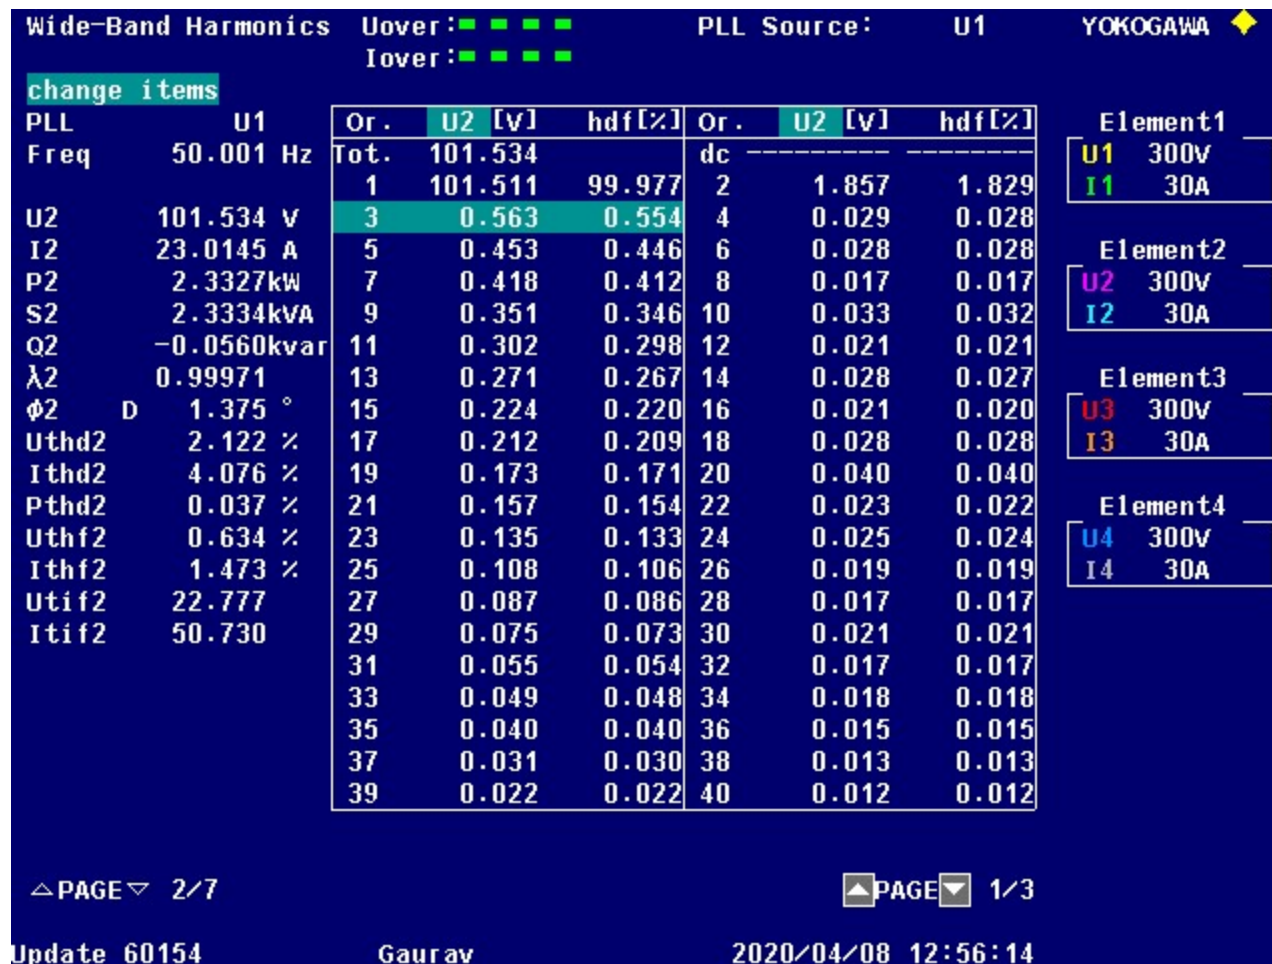 Wide-Band Harmonics Uover: PLL Source: U1 YOKOGAWA
Iover:
change items
PLL U1 Or. U2 [V] hdf[%] Or. U2 [V] hdf[%] Element1
Freq 50.001 Hz Tot. 101.534 dc --------- -------- U1 300V
1 101.511 99.977 2 1.857 1.829 I1 30A
U2 101.534 V 3 0.563 0.554 4 0.029 0.028
I2 23.0145 A 5 0.453 0.446 6 0.028 0.028 Element2
P2 2.3327kW 7 0.418 0.412 8 0.017 0.017 U2 300V
S2 2.3334kVA 9 0.351 0.346 10 0.033 0.032 I2 30A
Q2 -0.0560kvar 11 0.302 0.298 12 0.021 0.021
λ2 0.99971 13 0.271 0.267 14 0.028 0.027 Element3
φ2 D 1.375 ° 15 0.224 0.220 16 0.021 0.020 U3 300V
Uthd2 2.122 % 17 0.212 0.209 18 0.028 0.028 I3 30A
Ithd2 4.076 % 19 0.173 0.171 20 0.040 0.040
Pthd2 0.037 % 21 0.157 0.154 22 0.023 0.022 Element4
Uthf2 0.634 % 23 0.135 0.133 24 0.025 0.024 U4 300V
Ithf2 1.473 % 25 0.108 0.106 26 0.019 0.019 I4 30A
Utif2 22.777 27 0.087 0.086 28 0.017 0.017
Itif2 50.730 29 0.075 0.073 30 0.021 0.021
31 0.055 0.054 32 0.017 0.017
33 0.049 0.048 34 0.018 0.018
35 0.040 0.040 36 0.015 0.015
37 0.031 0.030 38 0.013 0.013
39 0.022 0.022 40 0.012 0.012
△PAGE▽ 2/7 ▲PAGE▼ 1/3
Update 60154 Gaurav 2020/04/08 12:56:14